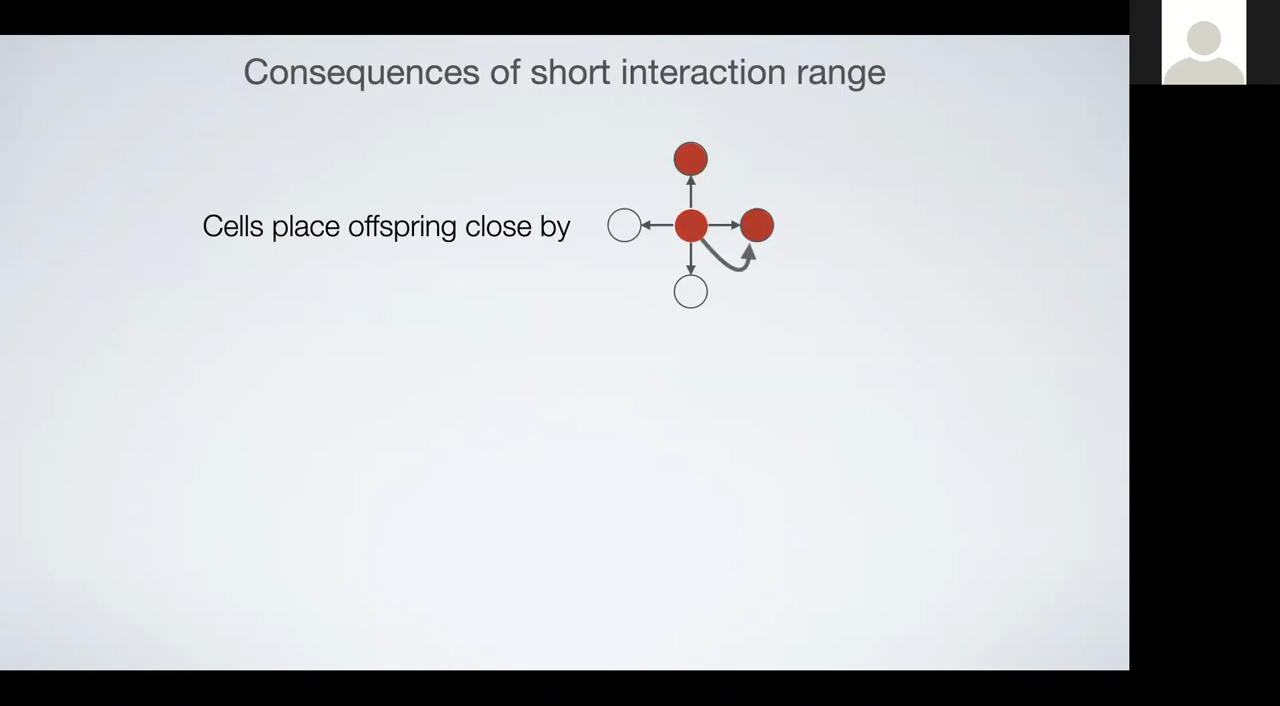 Consequences of short interaction range
Cells place offspring close by